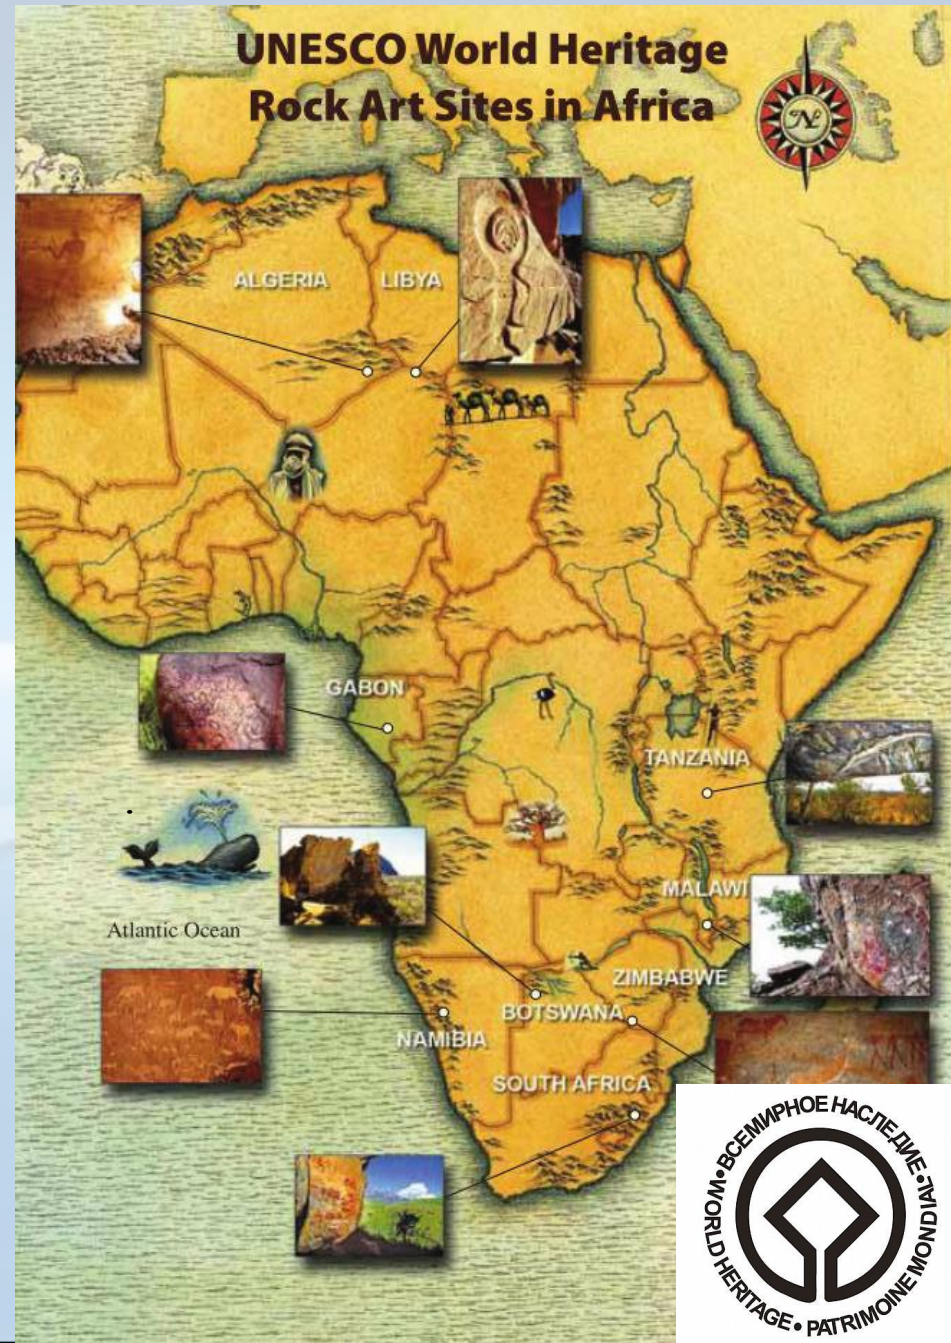 UNESCO World Heritage
Rock Art Sites in Africa
N
ALGERIA
LIBYA
GABON
TANZANIA
MALAWI
Atlantic Ocean
ZIMBABWE
BOTSWANA
NAMIBIA
SOUTH AFRICA
• ВСЕМИРНОЕ НАСЛЕДИЕ •
WORLD HERITAGE • PATRIMOINE MONDIAL